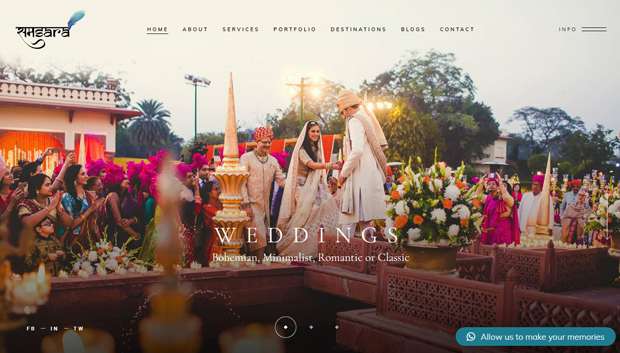 समsara
HOME ABOUT SERVICES PORTFOLIO DESTINATIONS BLOGS CONTACT
INFO
WEDDINGS
Bohemian, Minimalist, Romantic or Classic
FB — IN — TW
Allow us to make your memories